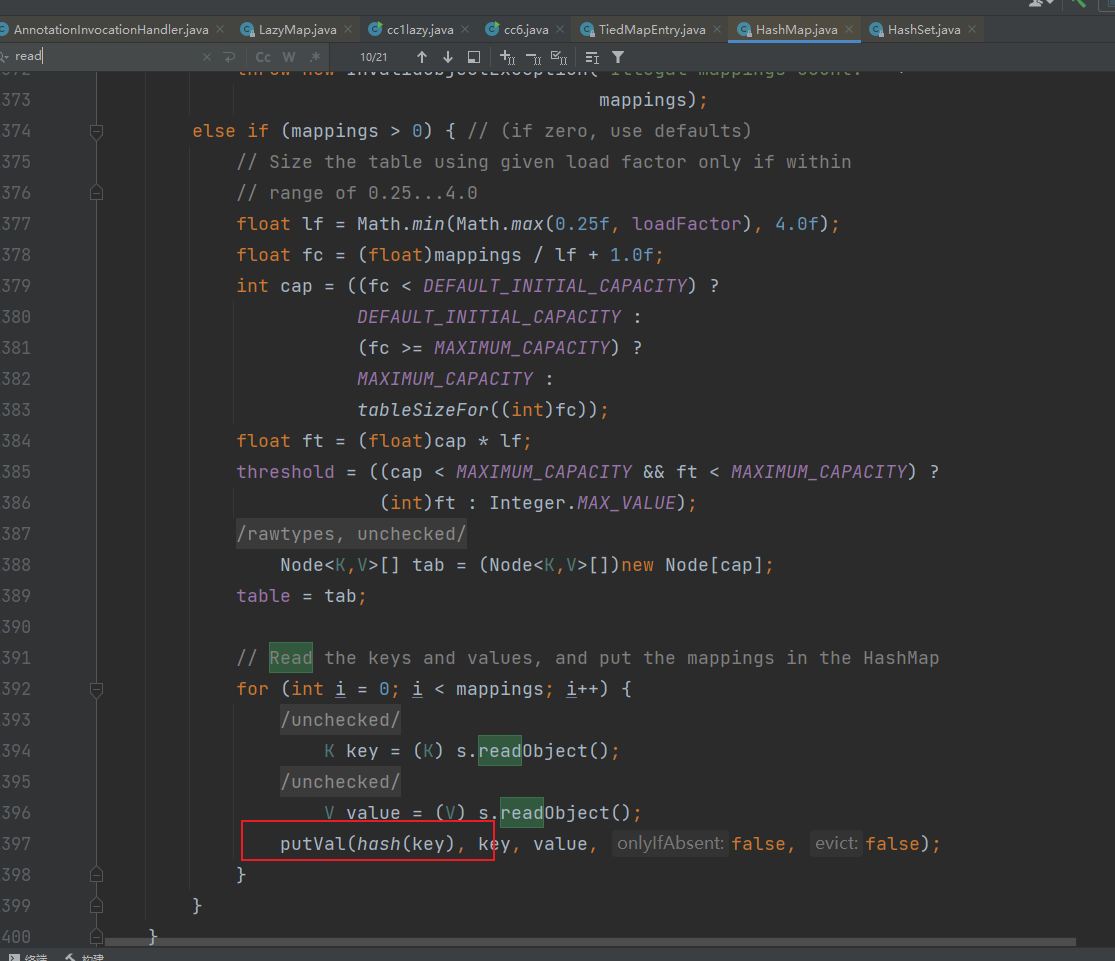 AnnotationInvocationHandler.java LazyMap.java cc1lazy.java cc6.java TiedMapEntry.java HashMap.java HashSet.java
read Cc W .* 10/21
373 mappings);
374 else if (mappings > 0) { // (if zero, use defaults)
375 // Size the table using given load factor only if within
376 // range of 0.25...4.0
377 float lf = Math.min(Math.max(0.25f, loadFactor), 4.0f);
378 float fc = (float)mappings / lf + 1.0f;
379 int cap = ((fc < DEFAULT_INITIAL_CAPACITY) ?
380 DEFAULT_INITIAL_CAPACITY :
381 (fc >= MAXIMUM_CAPACITY) ?
382 MAXIMUM_CAPACITY :
383 tableSizeFor((int)fc));
384 float ft = (float)cap * lf;
385 threshold = ((cap < MAXIMUM_CAPACITY && ft < MAXIMUM_CAPACITY) ?
386 (int)ft : Integer.MAX_VALUE);
387 /rawtypes, unchecked/
388 Node<K,V>[] tab = (Node<K,V>[])new Node[cap];
389 table = tab;
390
391 // Read the keys and values, and put the mappings in the HashMap
392 for (int i = 0; i < mappings; i++) {
393 /unchecked/
394 K key = (K) s.readObject();
395 /unchecked/
396 V value = (V) s.readObject();
397 putVal(hash(key), key, value, onlyIfAbsent: false, evict: false);
398 }
399 }
400 }